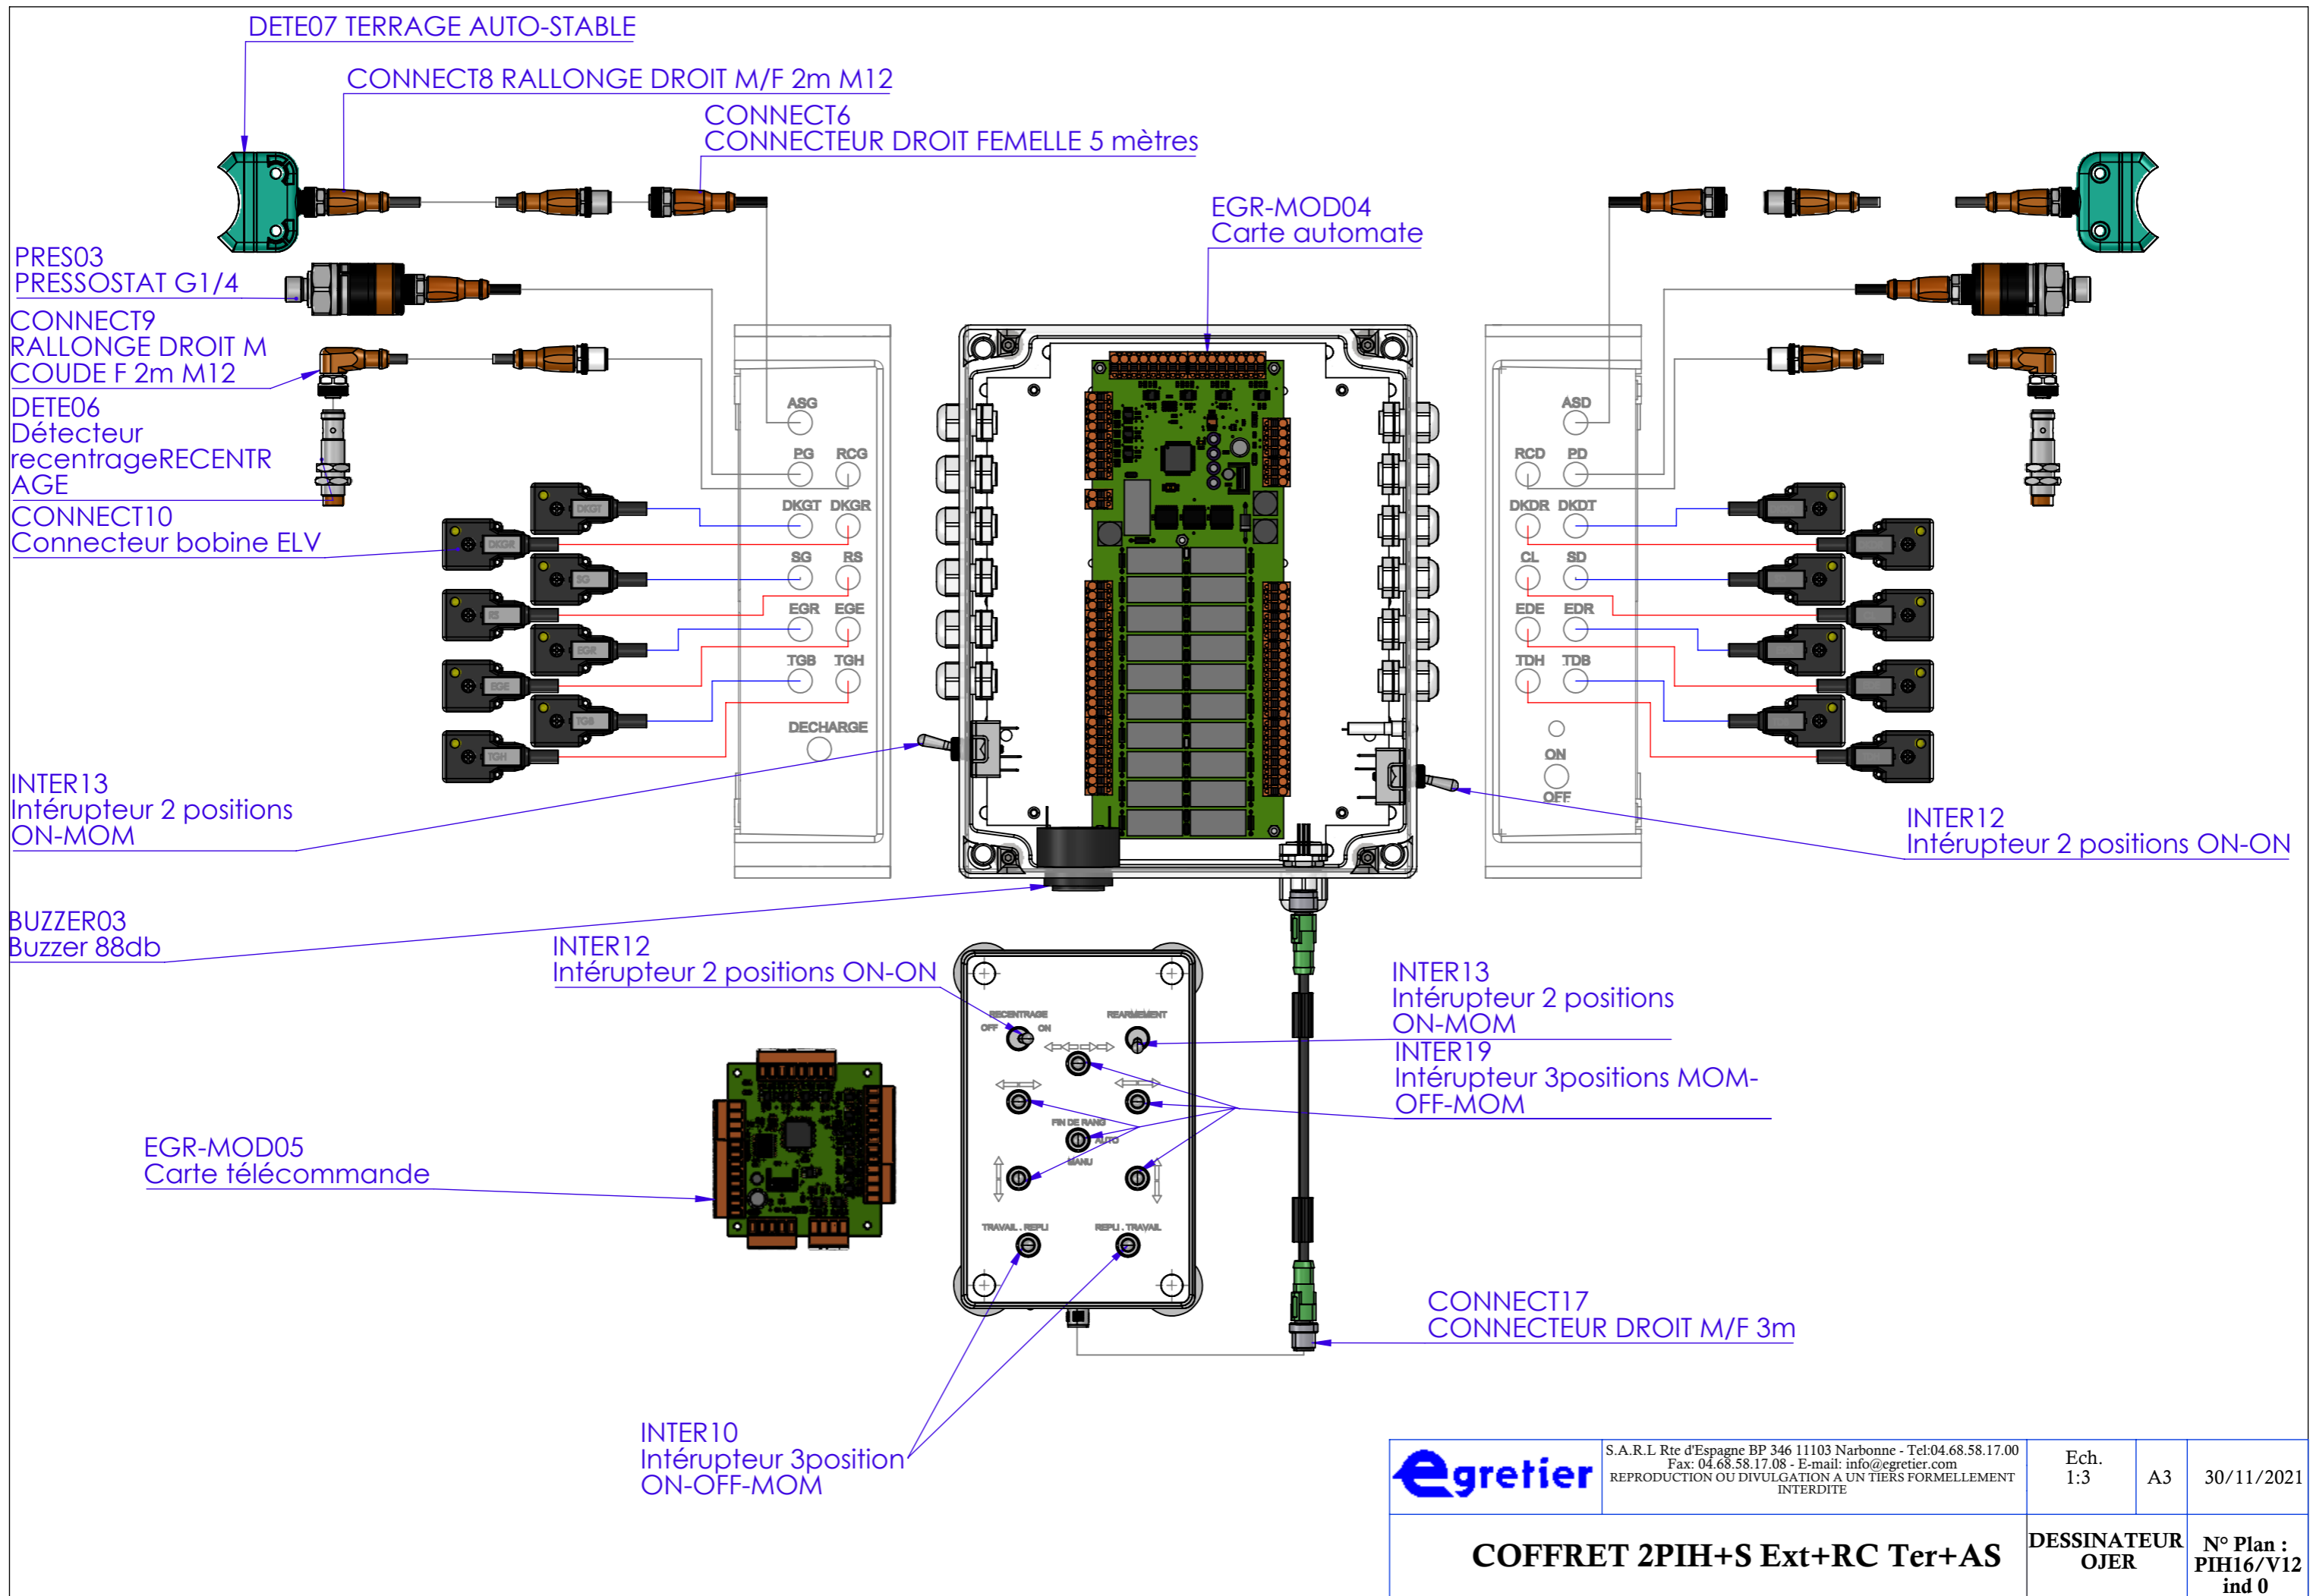 DETE07 TERRAGE AUTO-STABLE
CONNECT8 RALLONGE DROIT M/F 2m M12
CONNECT6
CONNECTEUR DROIT FEMELLE 5 mètres
EGR-MOD04
Carte automate
PRES03
PRESSOSTAT G1/4
CONNECT9
RALLONGE DROIT M
COUDE F 2m M12
DETE06
Détecteur
recentrageRECENTR
AGE
CONNECT10
Connecteur bobine ELV
DKGT
DKGR
SG
RS
EGR
EGE
TGB
TGH
ASG
PG RCG
DKGT DKGR
SG RS
EGR EGE
TGB TGH
DECHARGE
ASD
RCD PD
DKDR DKDT
CL SD
EDE EDR
TDH TDB
ON
OFF
INTER13
Intérupteur 2 positions
ON-MOM
INTER12
Intérupteur 2 positions ON-ON
BUZZER03
Buzzer 88db
INTER12
Intérupteur 2 positions ON-ON
INTER13
Intérupteur 2 positions
ON-MOM
INTER19
Intérupteur 3positions MOM-
OFF-MOM
RECENTRAGE
OFF ON
REARMEMENT
FIN DE RANG
AUTO
MANU
TRAVAIL . REPLI
REPLI . TRAVAIL
EGR-MOD05
Carte télécommande
CONNECT17
CONNECTEUR DROIT M/F 3m
INTER10
Intérupteur 3position
ON-OFF-MOM
egretier
S.A.R.L Rte d'Espagne BP 346 11103 Narbonne - Tel:04.68.58.17.00
Fax: 04.68.58.17.08 - E-mail: info@egretier.com
REPRODUCTION OU DIVULGATION A UN TIERS FORMELLEMENT
INTERDITE
Ech.
1:3
A3
30/11/2021
COFFRET 2PIH+S Ext+RC Ter+AS
DESSINATEUR
OJER
N° Plan :
PIH16/V12
ind 0